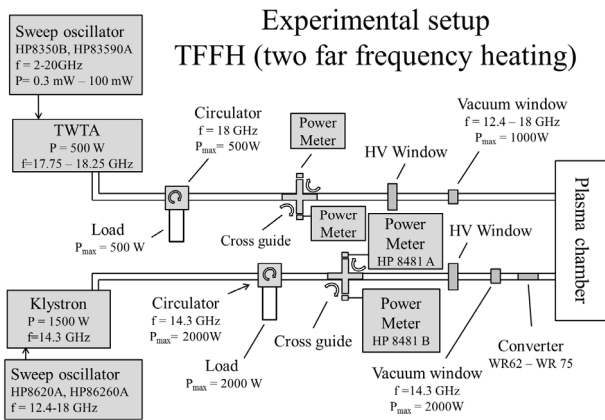 Experimental setup
TFFH (two far frequency heating)
Sweep oscillator
HP8350B, HP83590A
f = 2-20GHz
P= 0.3 mW – 100 mW
TWTA
P = 500 W
f=17.75 – 18.25 GHz
Circulator
f = 18 GHz
Pmax = 500W
Load
Pmax = 500 W
Power
Meter
Cross guide
Power
Meter
HV Window
Vacuum window
f = 12.4 – 18 GHz
Pmax = 1000W
Plasma chamber
Klystron
P = 1500 W
f=14.3 GHz
Sweep oscillator
HP8620A, HP86260A
f = 12.4-18 GHz
Circulator
f = 14.3 GHz
Pmax = 2000W
Load
Pmax = 2000 W
Cross guide
Power
Meter
HP 8481 A
Power
Meter
HP 8481 B
HV Window
Vacuum window
f =14.3 GHz
Pmax = 2000W
Converter
WR62 – WR 75